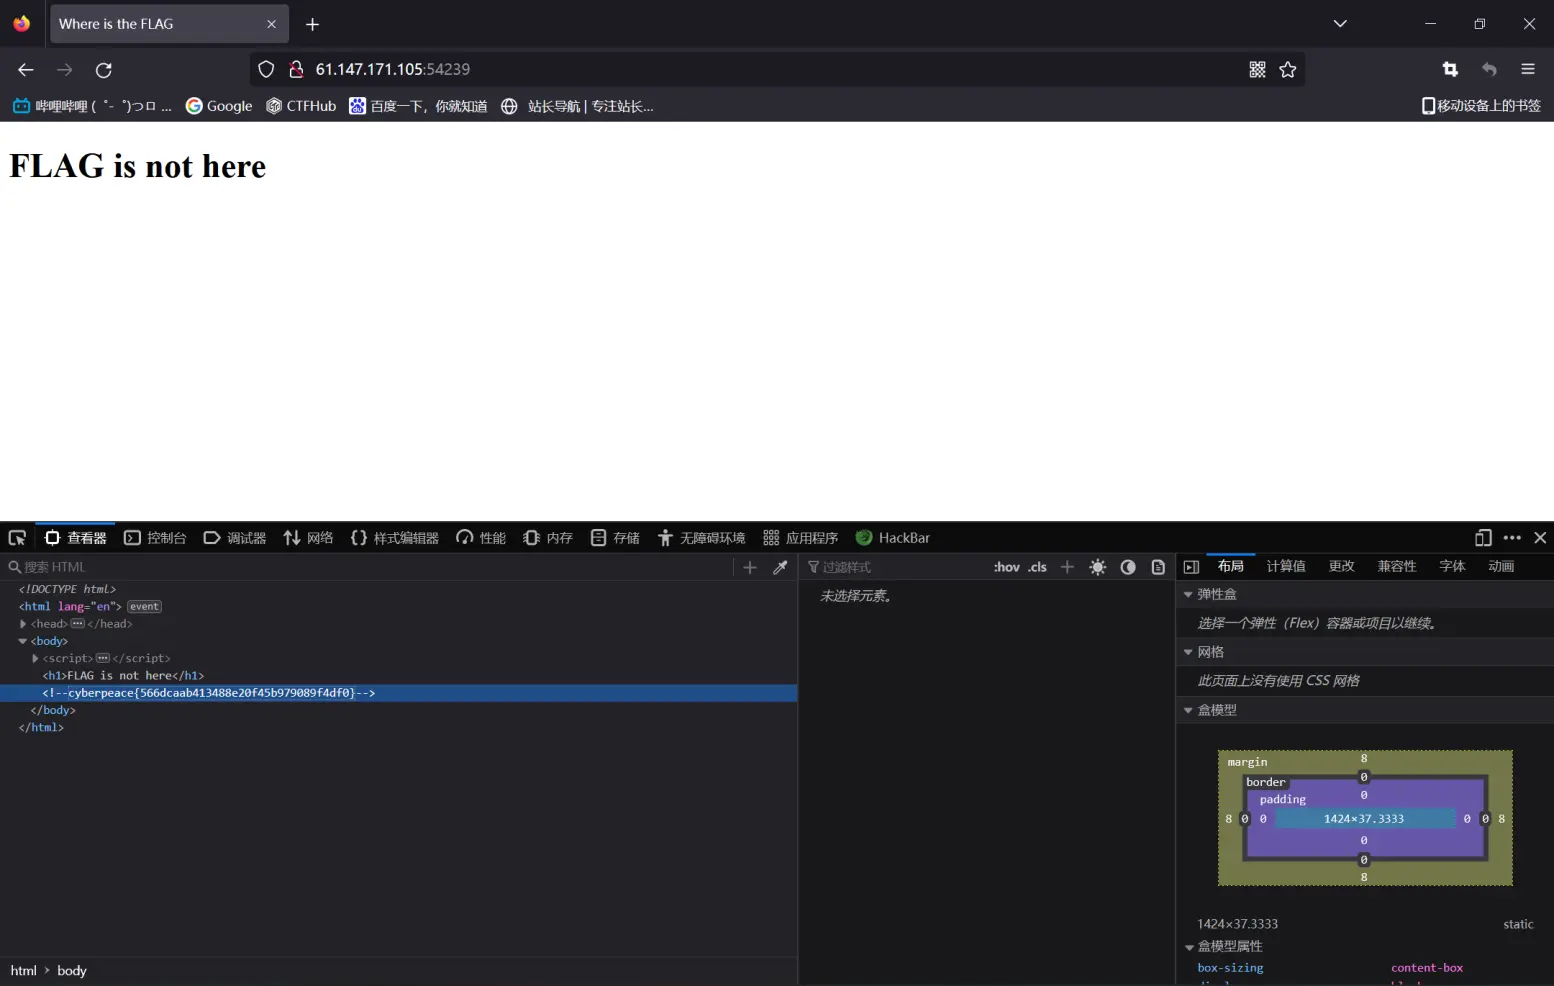 Where is the FLAG
61.147.171.105:54239
哔哩哔哩 ( ゜- ゜)つロ ... Google CTFHub 百度一下，你就知道 站长导航 | 专注站长... 移动设备上的书签
FLAG is not here
查看器 控制台 调试器 网络 样式编辑器 性能 内存 存储 无障碍环境 应用程序 HackBar
搜索 HTML
<!DOCTYPE html>
<html lang="en"> event
<head> ··· </head>
<body>
<script> ··· </script>
<h1>FLAG is not here</h1>
<!--cyberpeace{566dcaab413488e20f45b979089f4df0}-->
</body>
</html>
html › body
过滤样式 :hov .cls
未选择元素。
布局 计算值 更改 兼容性 字体 动画
弹性盒
选择一个弹性（Flex）容器或项目以继续。
网格
此页面上没有使用 CSS 网格
盒模型
margin 8
border 0
padding 0
8 0 0 1424×37.3333 0 0 8
0
0
8
1424×37.3333 static
盒模型属性
box-sizing content-box